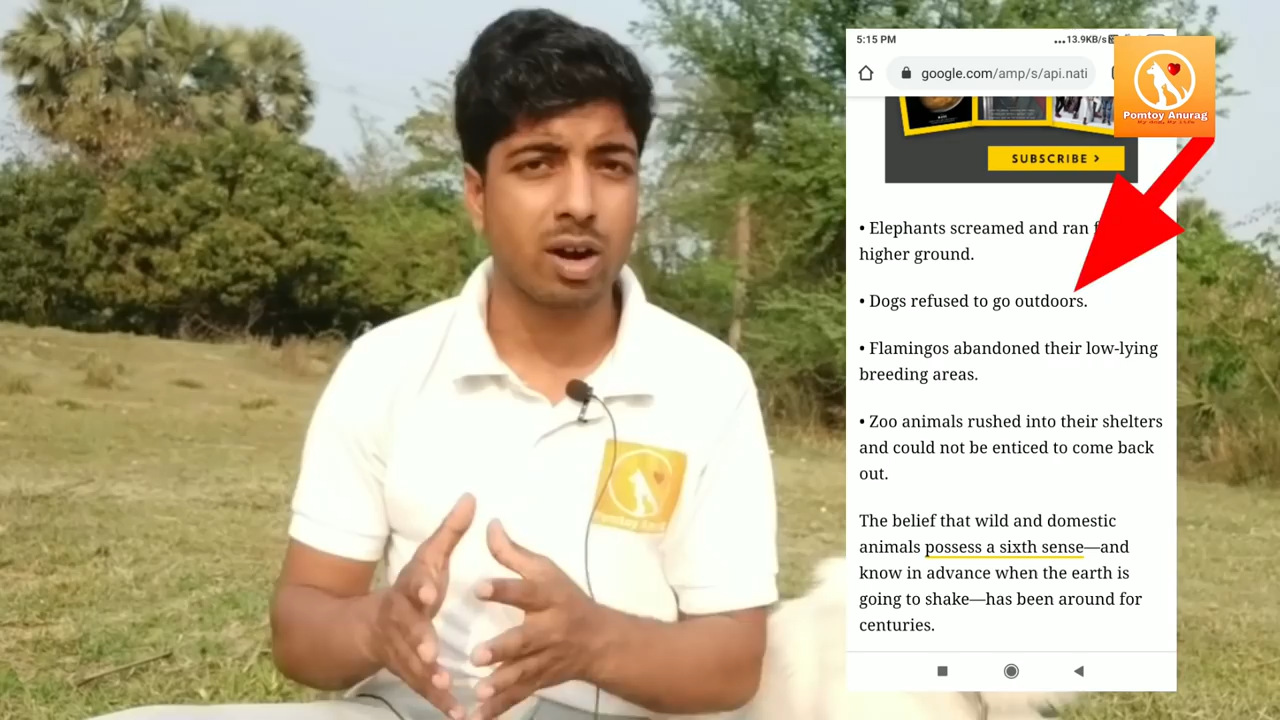 5:15 PM
...13.9KB/s
google.com/amp/s/api.nati
Pomtoy Anurag
SUBSCRIBE >
• Elephants screamed and ran
higher ground.
• Dogs refused to go outdoors.
• Flamingos abandoned their low-lying
breeding areas.
• Zoo animals rushed into their shelters
and could not be enticed to come back
out.
The belief that wild and domestic
animals possess a sixth sense—and
know in advance when the earth is
going to shake—has been around for
centuries.
Pomtoy